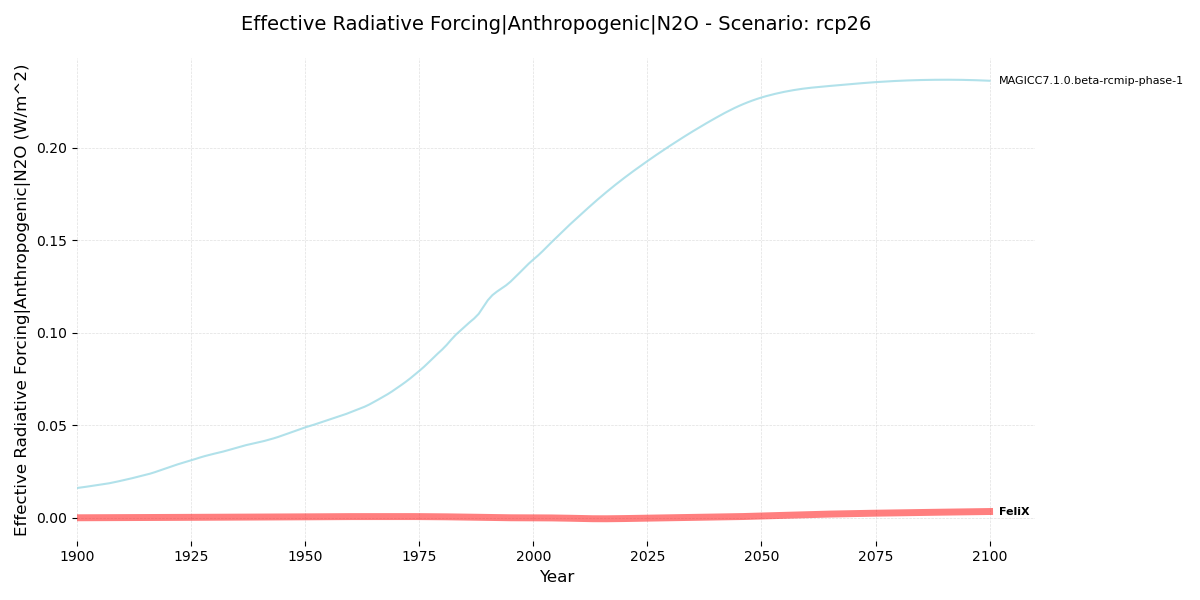 Effective Radiative Forcing|Anthropogenic|N2O - Scenario: rcp26
Effective Radiative Forcing|Anthropogenic|N2O (W/m^2)
0.20
0.15
0.10
0.05
0.00
MAGICC7.1.0.beta-rcmip-phase-1
FeliX
1900 1925 1950 1975 2000 2025 2050 2075 2100
Year